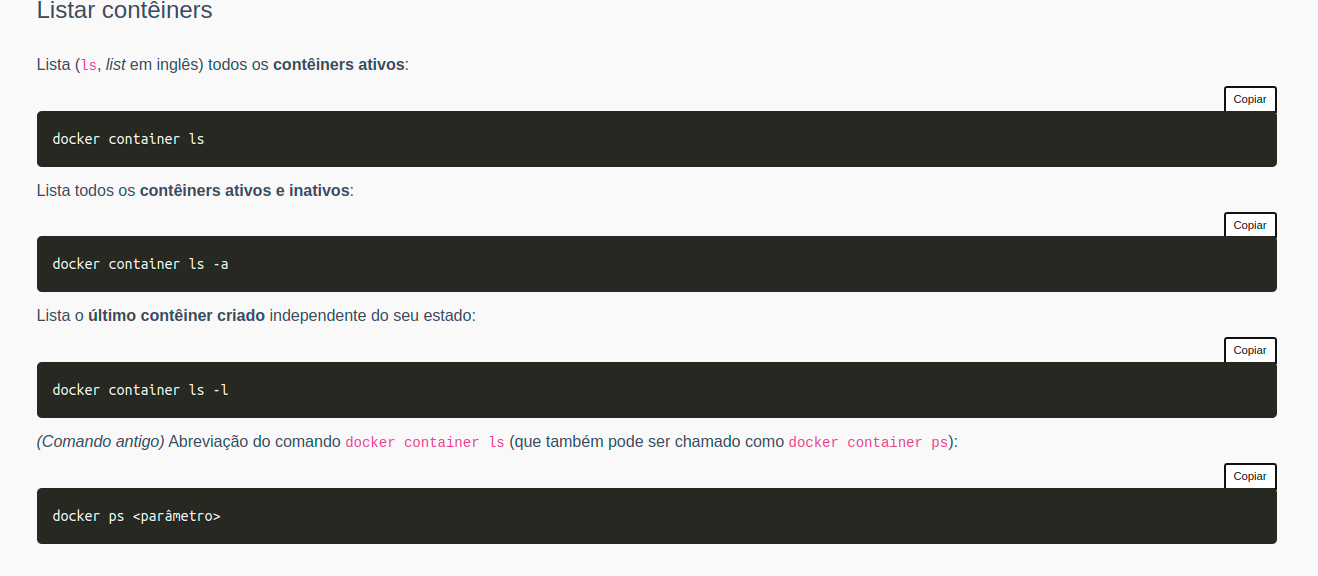 Listar contêiners
Lista (ls, list em inglês) todos os contêiners ativos:
Copiar
docker container ls
Lista todos os contêiners ativos e inativos:
Copiar
docker container ls -a
Lista o último contêiner criado independente do seu estado:
Copiar
docker container ls -l
(Comando antigo) Abreviação do comando docker container ls (que também pode ser chamado como docker container ps):
Copiar
docker ps <parâmetro>